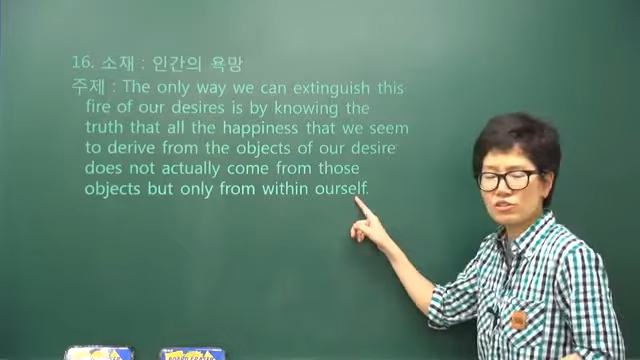 16. 소재 : 인간의 욕망
주제 : The only way we can extinguish this
fire of our desires is by knowing the
truth that all the happiness that we seem
to derive from the objects of our desire
does not actually come from those
objects but only from within ourself.
BOARD ERASER